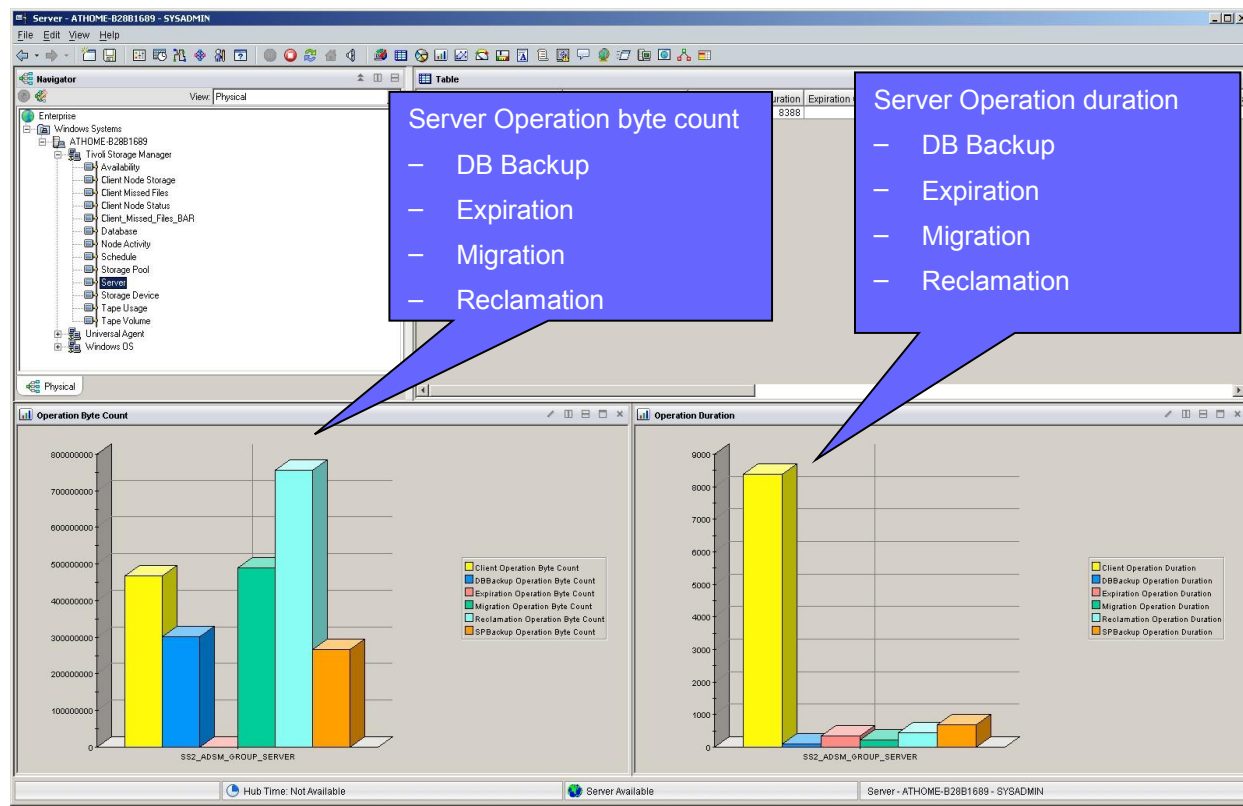 Server - ATHOME-B28B1689 - SYSADMIN
File Edit View Help
Navigator
View: Physical
Enterprise
Windows Systems
ATHOME-B28B1689
Tivoli Storage Manager
Availability
Client Node Storage
Client Missed Files
Client Node Status
Client_Missed_Files_BAR
Database
Node Activity
Schedule
Storage Pool
Server
Storage Device
Tape Usage
Tape Volume
Universal Agent
Windows OS
Physical
Table
Expiration
8388
Server Operation byte count
– DB Backup
– Expiration
– Migration
– Reclamation
Server Operation duration
– DB Backup
– Expiration
– Migration
– Reclamation
Operation Byte Count
800000000
700000000
600000000
500000000
400000000
300000000
200000000
100000000
0
SS2_ADSM_GROUP_SERVER
Client Operation Byte Count
DBBackup Operation Byte Count
Expiration Operation Byte Count
Migration Operation Byte Count
Reclamation Operation Byte Count
SPBackup Operation Byte Count
Operation Duration
9000
8000
7000
6000
5000
4000
3000
2000
1000
0
SS2_ADSM_GROUP_SERVER
Client Operation Duration
DBBackup Operation Duration
Expiration Operation Duration
Migration Operation Duration
Reclamation Operation Duration
SPBackup Operation Duration
Hub Time: Not Available
Server Available
Server - ATHOME-B28B1689 - SYSADMIN